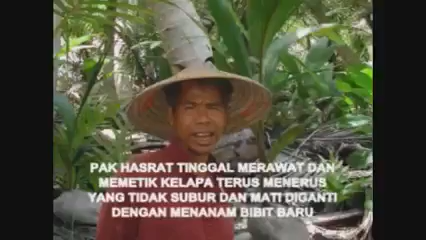 PAK HASRAT TINGGAL MERAWAT DAN
MEMETIK KELAPA TERUS MENERUS
YANG TIDAK SUBUR DAN MATI DIGANTI
DENGAN MENANAM BIBIT BARU